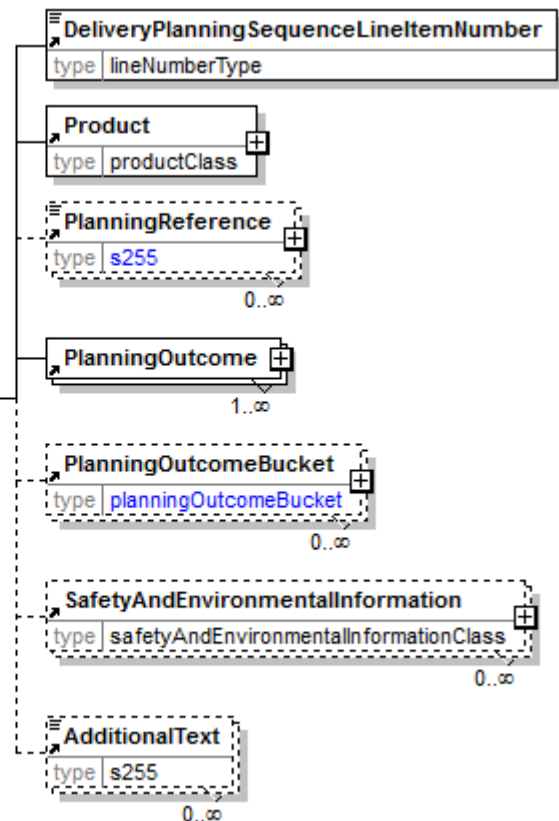 DeliveryPlanningSequenceLineItemNumber
type lineNumberType
Product
type productClass
PlanningReference
type s255
0..∞
PlanningOutcome
1..∞
PlanningOutcomeBucket
type planningOutcomeBucket
0..∞
SafetyAndEnvironmentalInformation
type safetyAndEnvironmentalInformationClass
0..∞
AdditionalText
type s255
0..∞